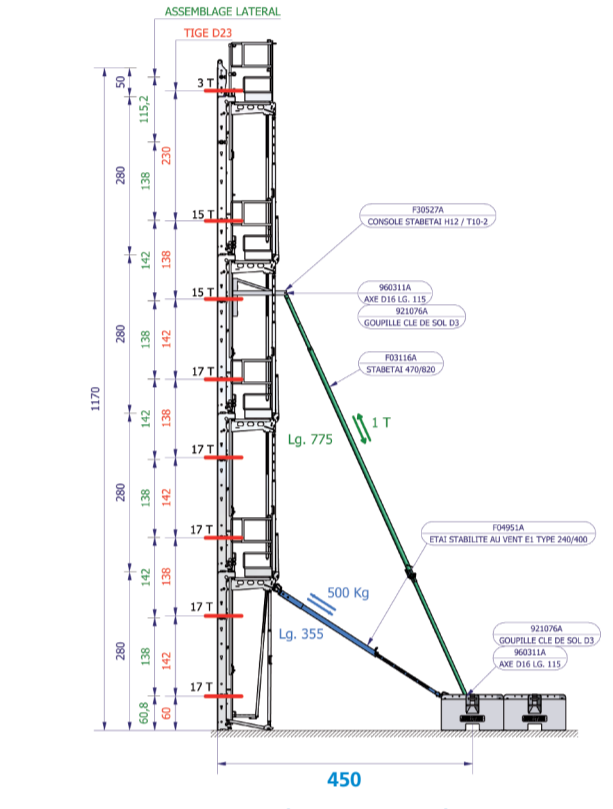 ASSEMBLAGE LATERAL
TIGE D23
3 T
50
115,2
280
230
138
15 T
F30527A
CONSOLE STABETAI H12 / T10-2
142
138
960311A
AXE D16 LG. 115
15 T
921076A
GOUPILLE CLE DE SOL D3
280
138
142
F03116A
STABETAI 470/820
17 T
1170
142
138
1 T
Lg. 775
17 T
280
138
142
F04951A
ETAI STABILITE AU VENT E1 TYPE 240/400
17 T
142
138
500 Kg
17 T
Lg. 355
921076A
GOUPILLE CLE DE SOL D3
280
138
142
960311A
AXE D16 LG. 115
17 T
60,8
60
450